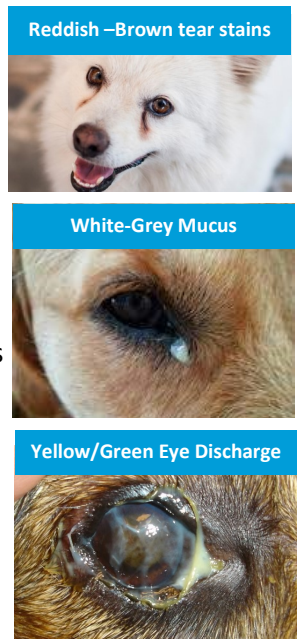 Reddish –Brown tear stains
White-Grey Mucus
s
Yellow/Green Eye Discharge